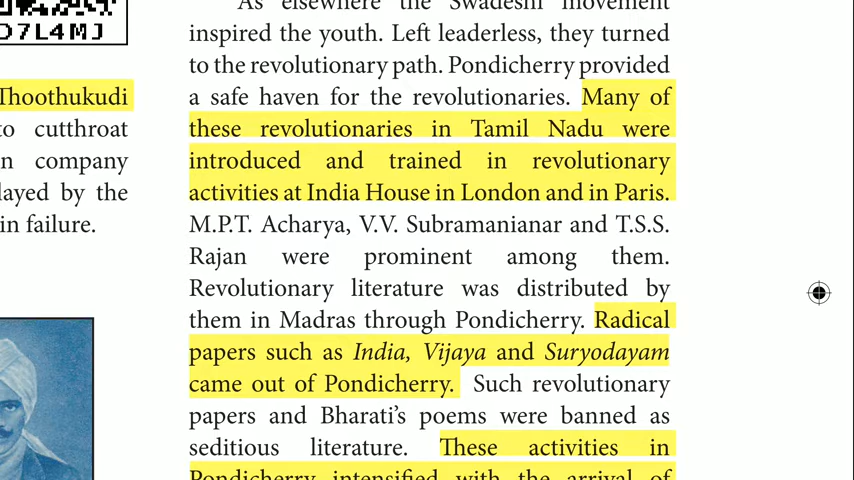 D7L4MJ
Thoothukudi
to cutthroat
n company
layed by the
in failure.
As elsewhere the Swadeshi movement
inspired the youth. Left leaderless, they turned
to the revolutionary path. Pondicherry provided
a safe haven for the revolutionaries. Many of
these revolutionaries in Tamil Nadu were
introduced and trained in revolutionary
activities at India House in London and in Paris.
M.P.T. Acharya, V.V. Subramanianar and T.S.S.
Rajan were prominent among them.
Revolutionary literature was distributed by
them in Madras through Pondicherry. Radical
papers such as India, Vijaya and Suryodayam
came out of Pondicherry. Such revolutionary
papers and Bharati’s poems were banned as
seditious literature. These activities in
Pondicherry intensified with the arrival of